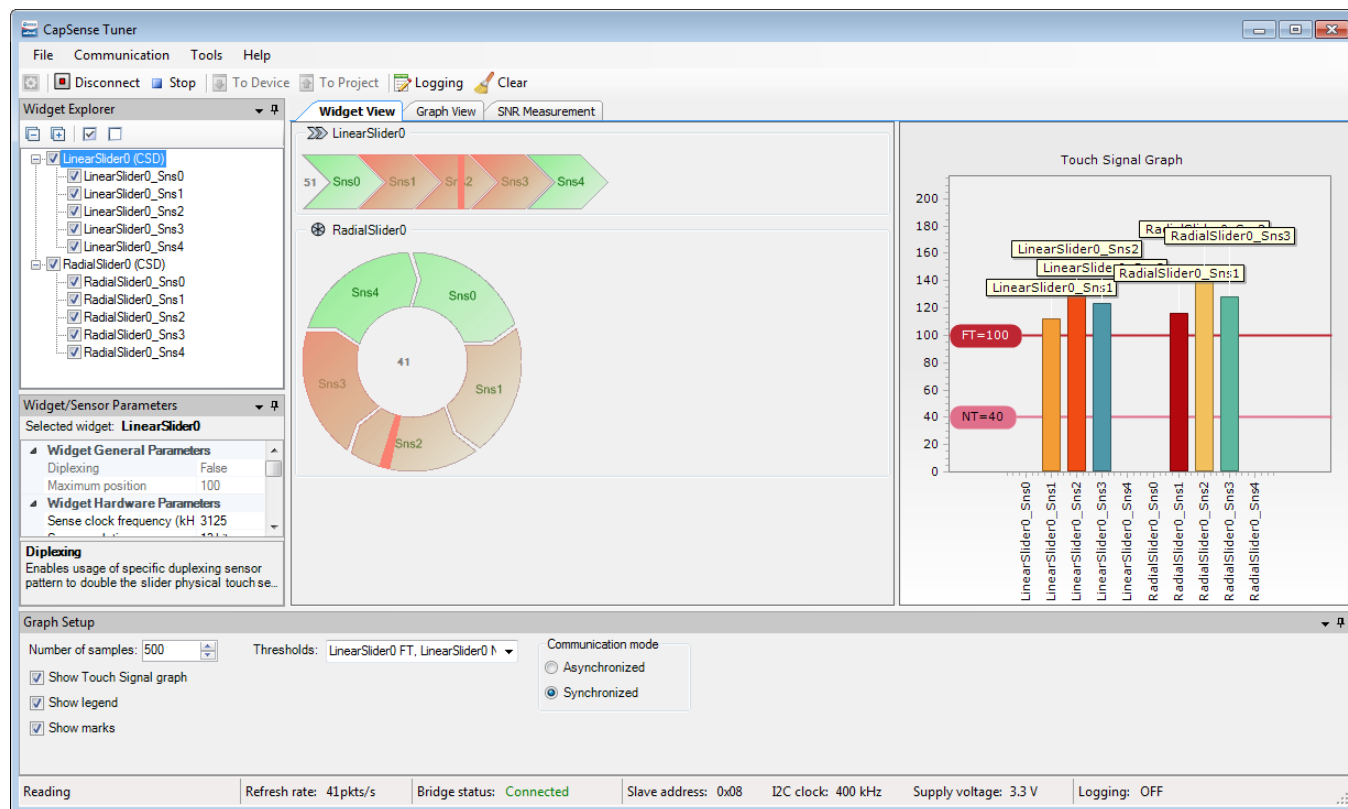 CapSense Tuner
File Communication Tools Help
Disconnect Stop To Device To Project Logging Clear
Widget Explorer
LinearSlider0 (CSD)
LinearSlider0_Sns0
LinearSlider0_Sns1
LinearSlider0_Sns2
LinearSlider0_Sns3
LinearSlider0_Sns4
RadialSlider0 (CSD)
RadialSlider0_Sns0
RadialSlider0_Sns1
RadialSlider0_Sns2
RadialSlider0_Sns3
RadialSlider0_Sns4
Widget/Sensor Parameters
Selected widget: LinearSlider0
Widget General Parameters
Diplexing False
Maximum position 100
Widget Hardware Parameters
Sense clock frequency (kH 3125
Diplexing
Enables usage of specific duplexing sensor
pattern to double the slider physical touch se...
Widget View Graph View SNR Measurement
LinearSlider0
51 Sns0 Sns1 Sns2 Sns3 Sns4
RadialSlider0
Sns4 Sns0
41
Sns3 Sns1
Sns2
Touch Signal Graph
200
180
160
140
120
100
80
60
40
20
0
RadialSlider0_Sns3
LinearSlider0_Sns2
RadialSlider0_Sns1
LinearSlider0_Sns1
FT=100
NT=40
LinearSlider0_Sns0
LinearSlider0_Sns1
LinearSlider0_Sns2
LinearSlider0_Sns3
LinearSlider0_Sns4
RadialSlider0_Sns0
RadialSlider0_Sns1
RadialSlider0_Sns2
RadialSlider0_Sns3
RadialSlider0_Sns4
Graph Setup
Number of samples: 500 Thresholds: LinearSlider0 FT, LinearSlider0 N
Communication mode
Asynchronized
Synchronized
Show Touch Signal graph
Show legend
Show marks
Reading Refresh rate: 41pkts/s Bridge status: Connected Slave address: 0x08 I2C clock: 400 kHz Supply voltage: 3.3 V Logging: OFF